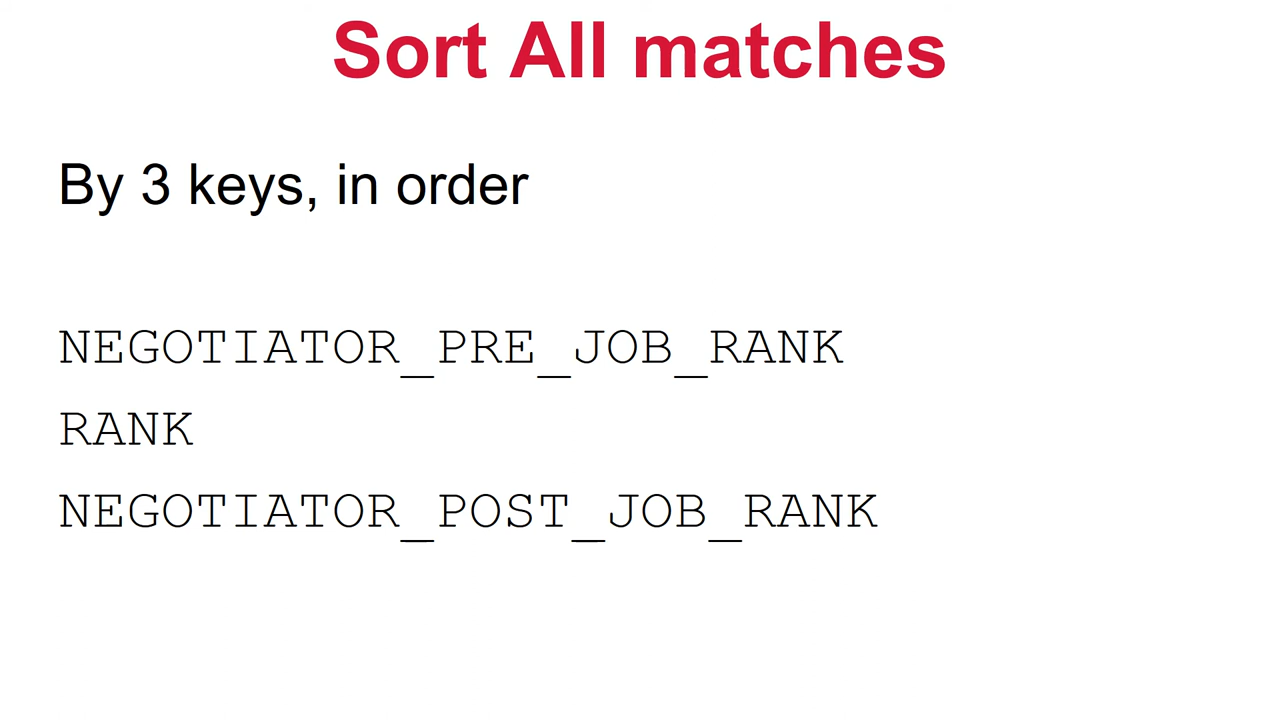 Sort All matches
By 3 keys, in order
NEGOTIATOR_PRE_JOB_RANK
RANK
NEGOTIATOR_POST_JOB_RANK